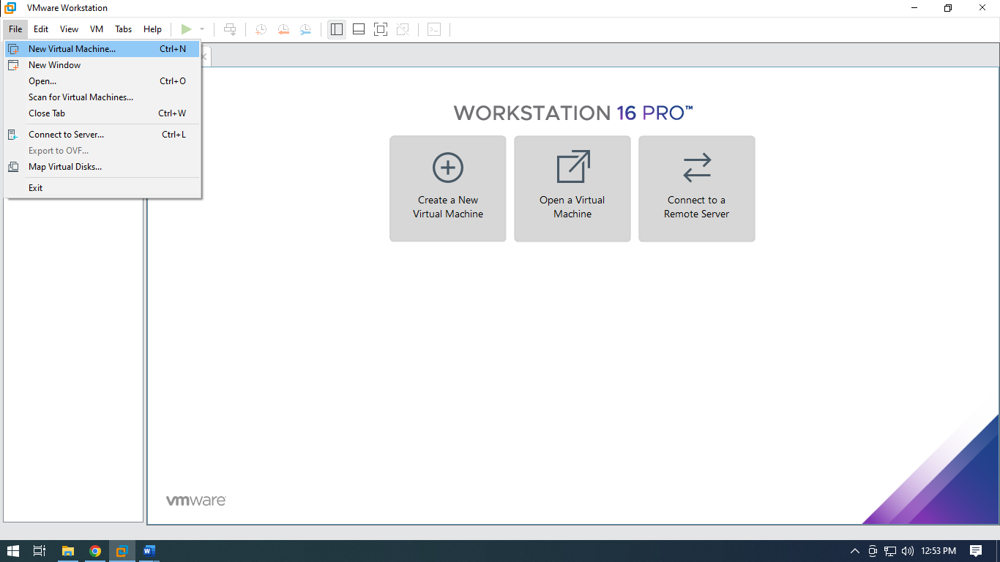 VMware Workstation
File Edit View VM Tabs Help
New Virtual Machine... Ctrl+N
New Window
Open... Ctrl+O
Scan for Virtual Machines...
Close Tab Ctrl+W
Connect to Server... Ctrl+L
Export to OVF...
Map Virtual Disks...
Exit
WORKSTATION 16 PRO™
Create a New
Virtual Machine
Open a Virtual
Machine
Connect to a
Remote Server
vmware
12:53 PM